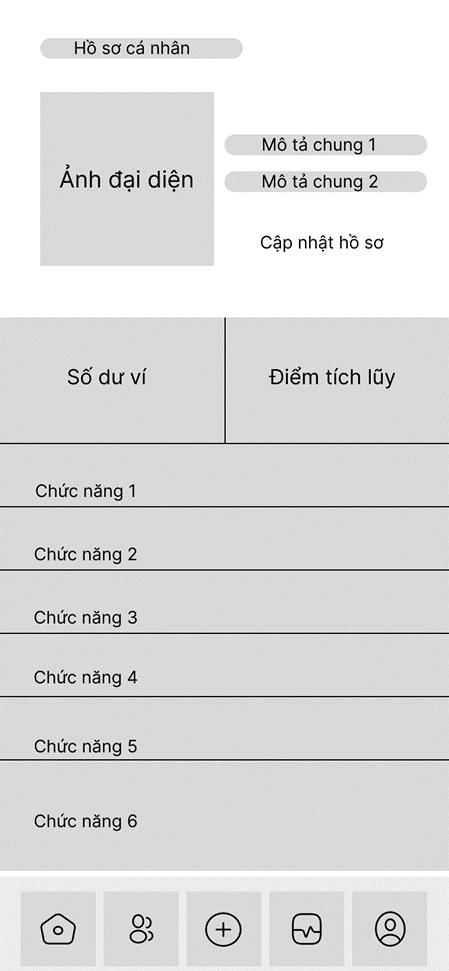 Hồ sơ cá nhân
Ảnh đại diện
Mô tả chung 1
Mô tả chung 2
Cập nhật hồ sơ
Số dư ví
Điểm tích lũy
Chức năng 1
Chức năng 2
Chức năng 3
Chức năng 4
Chức năng 5
Chức năng 6